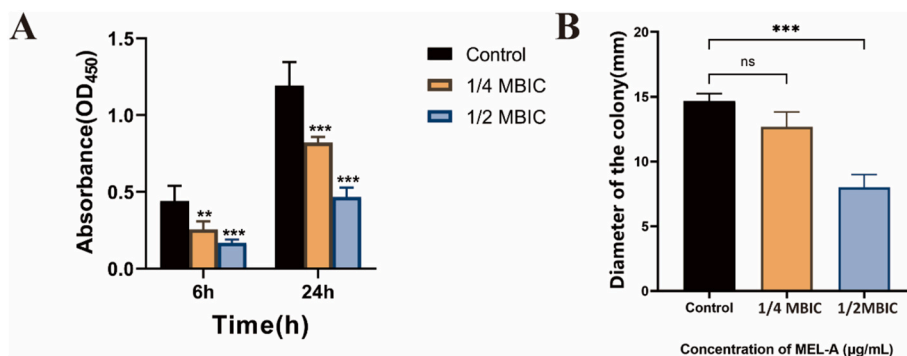 A
Absorbance(OD450)
1.5
1.0
0.5
0.0
**
***
***
***
6h
24h
Time(h)
Control
1/4 MBIC
1/2 MBIC
B
Diameter of the colony(mm)
20
15
10
5
0
***
ns
Control
1/4 MBIC
1/2MBIC
Concentration of MEL-A (μg/mL)